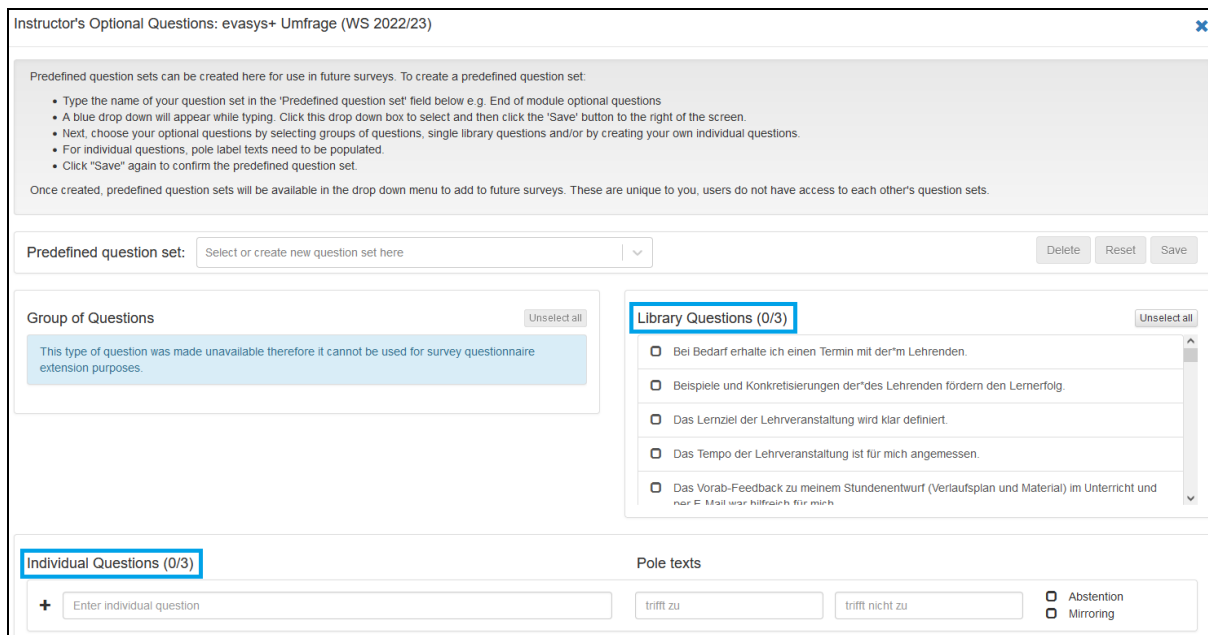 Instructor's Optional Questions: evasys+ Umfrage (WS 2022/23)
Predefined question sets can be created here for use in future surveys. To create a predefined question set:
• Type the name of your question set in the 'Predefined question set' field below e.g. End of module optional questions
• A blue drop down will appear while typing. Click this drop down box to select and then click the 'Save' button to the right of the screen.
• Next, choose your optional questions by selecting groups of questions, single library questions and/or by creating your own individual questions.
• For individual questions, pole label texts need to be populated.
• Click "Save" again to confirm the predefined question set.
Once created, predefined question sets will be available in the drop down menu to add to future surveys. These are unique to you, users do not have access to each other's question sets.
Predefined question set: Select or create new question set here Delete Reset Save
Group of Questions Unselect all
This type of question was made unavailable therefore it cannot be used for survey questionnaire
extension purposes.
Library Questions (0/3) Unselect all
Bei Bedarf erhalte ich einen Termin mit der*m Lehrenden.
Beispiele und Konkretisierungen der*des Lehrenden fördern den Lernerfolg.
Das Lernziel der Lehrveranstaltung wird klar definiert.
Das Tempo der Lehrveranstaltung ist für mich angemessen.
Das Vorab-Feedback zu meinem Stundenentwurf (Verlaufsplan und Material) im Unterricht und
per E-Mail war hilfreich für mich
Individual Questions (0/3) Pole texts
+ Enter individual question trifft zu trifft nicht zu Abstention
Mirroring